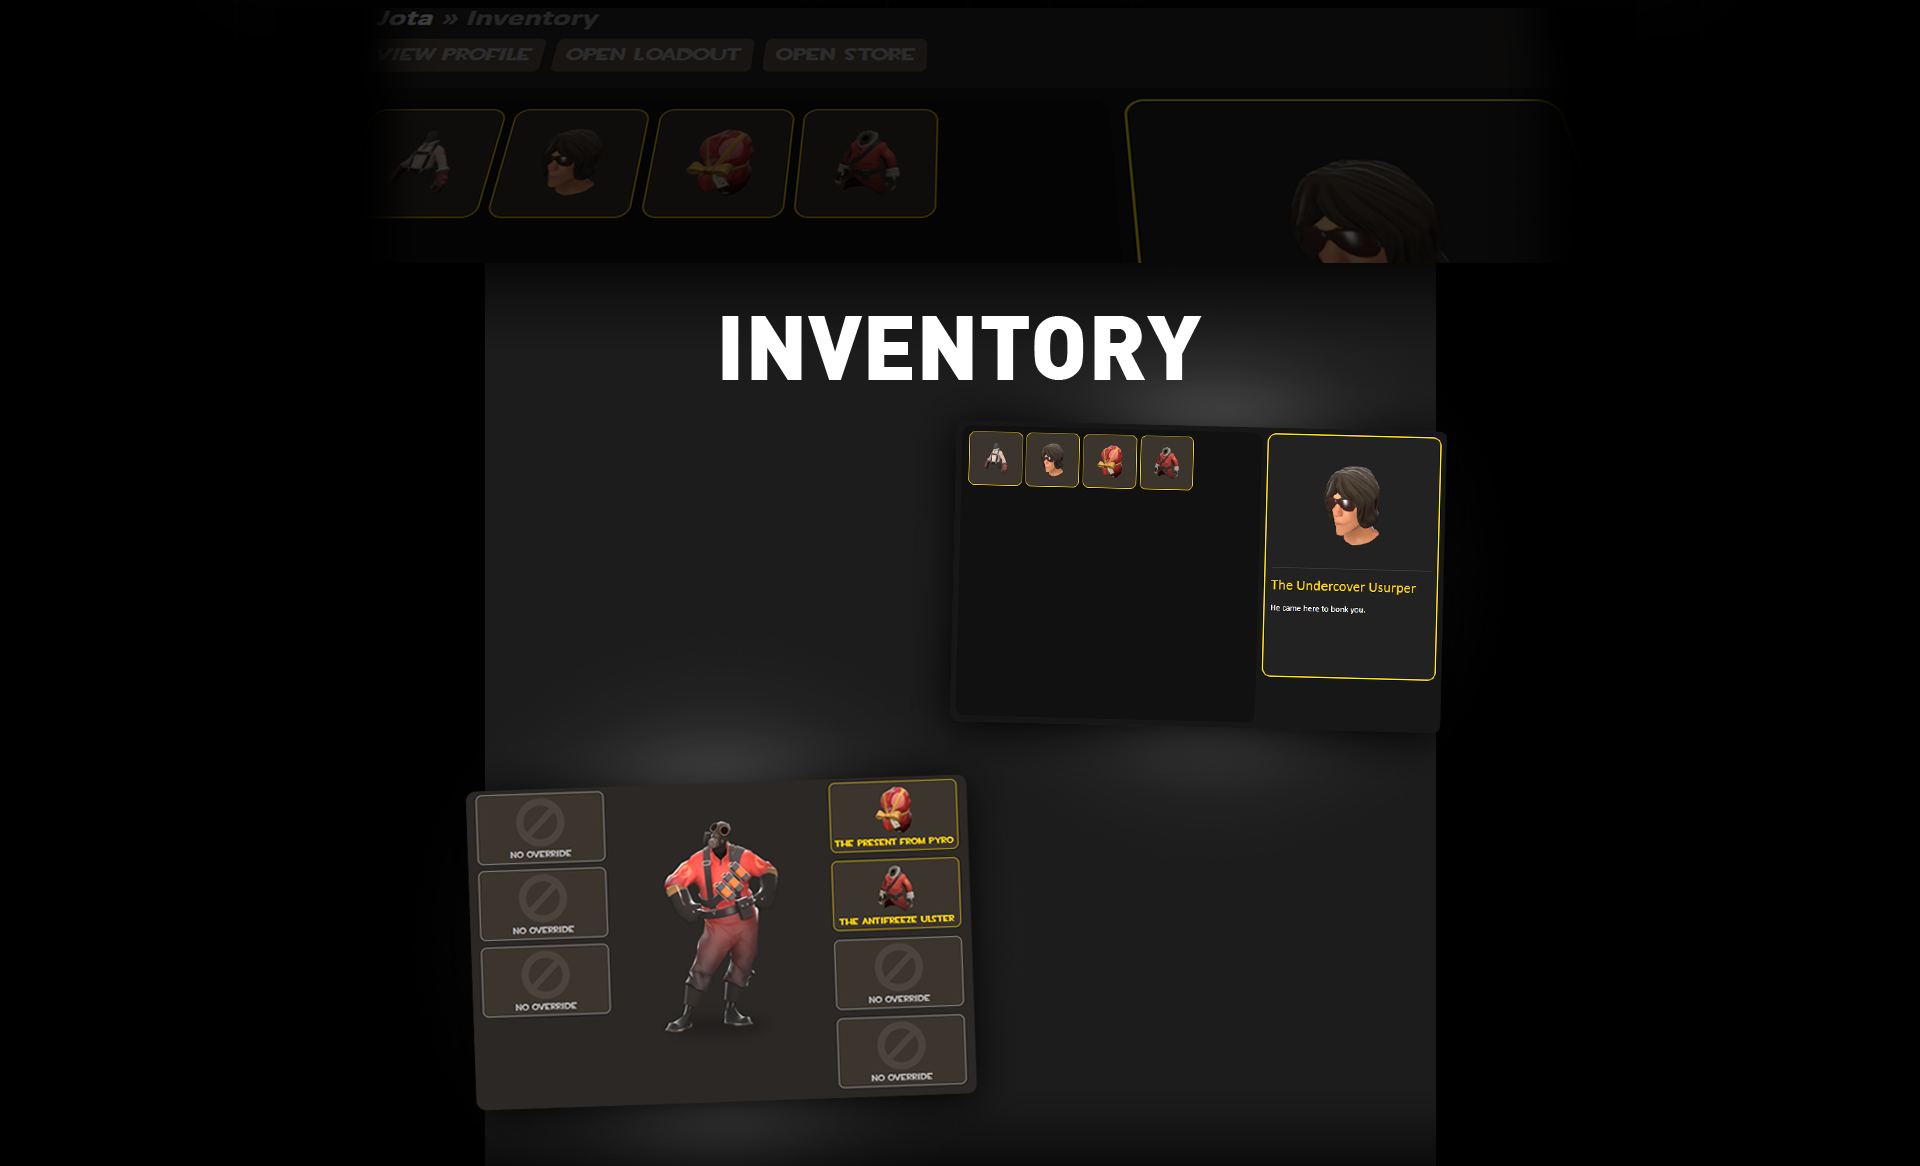 Jota » Inventory
VIEW PROFILE
OPEN LOADOUT
OPEN STORE
INVENTORY
The Undercover Usurper
He came here to bonk you.
NO OVERRIDE
NO OVERRIDE
NO OVERRIDE
THE PRESENT FROM PYRO
THE ANTIFREEZE ULSTER
NO OVERRIDE
NO OVERRIDE